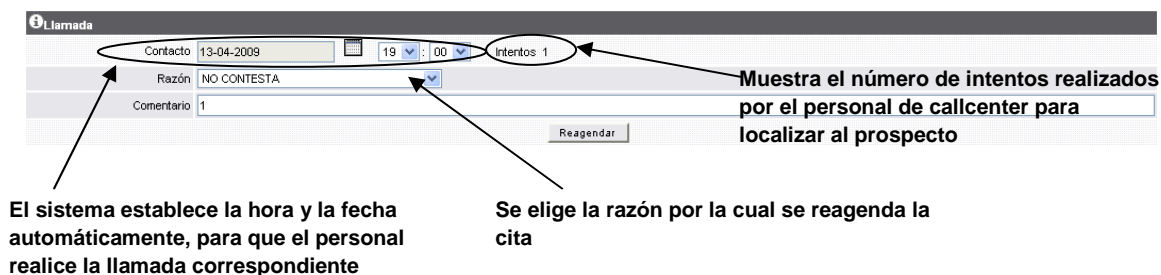 Llamada
Contacto 13-04-2009 19 : 00 Intentos 1
Razón NO CONTESTA
Comentario 1
Reagendar
Muestra el número de intentos realizados
por el personal de callcenter para
localizar al prospecto
El sistema establece la hora y la fecha
automáticamente, para que el personal
realice la llamada correspondiente
Se elige la razón por la cual se reagenda la
cita